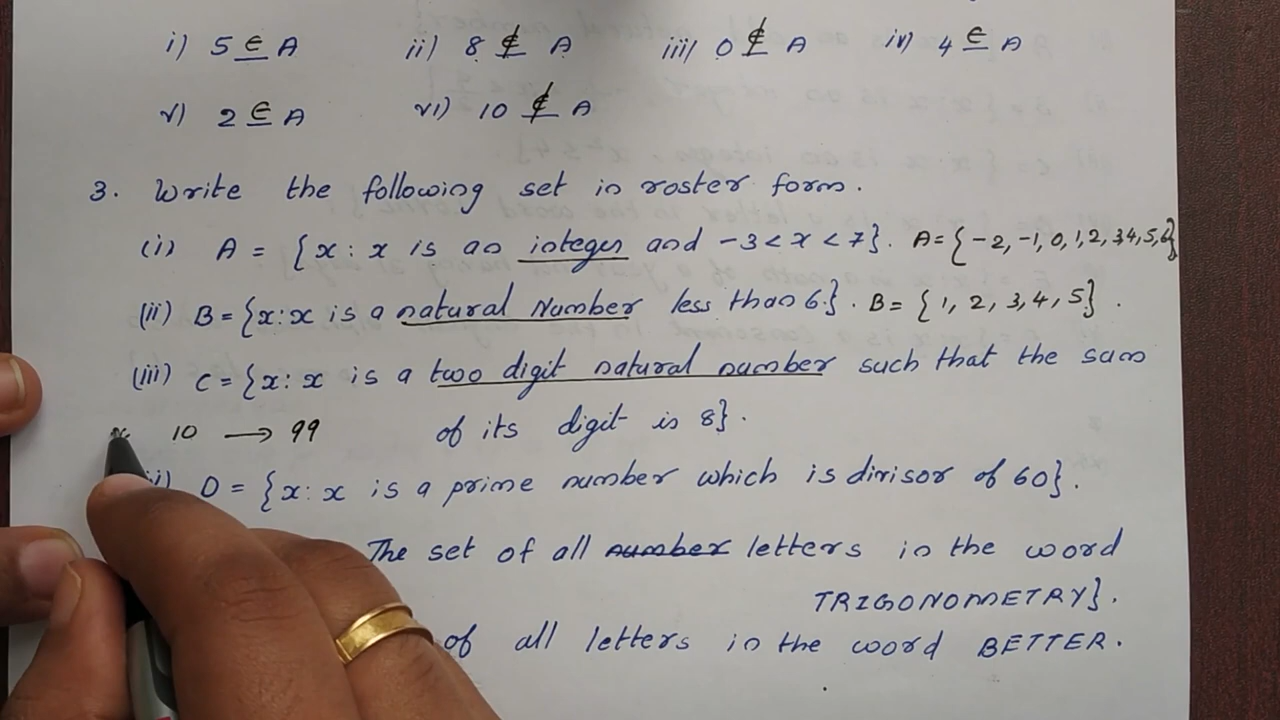 i) 5 ∈ A ii) 8 ∉ A iii) 0 ∉ A iv) 4 ∈ A
v) 2 ∈ A vi) 10 ∉ A
3. Write the following set in roster form.
(i) A = {x: x is an integer and -3 < x < 7}. A= {-2, -1, 0, 1, 2, 3 4, 5, 6}
(ii) B = {x: x is a natural Number less than 6.}. B= {1, 2, 3, 4, 5}.
(iii) C = {x: x is a two digit natural number such that the sum
10 → 99 of its digit is 8}.
D = {x: x is a prime number which is divisor of 60}.
The set of all number letters in the word
TRIGONOMETRY}.
of all letters in the word BETTER.